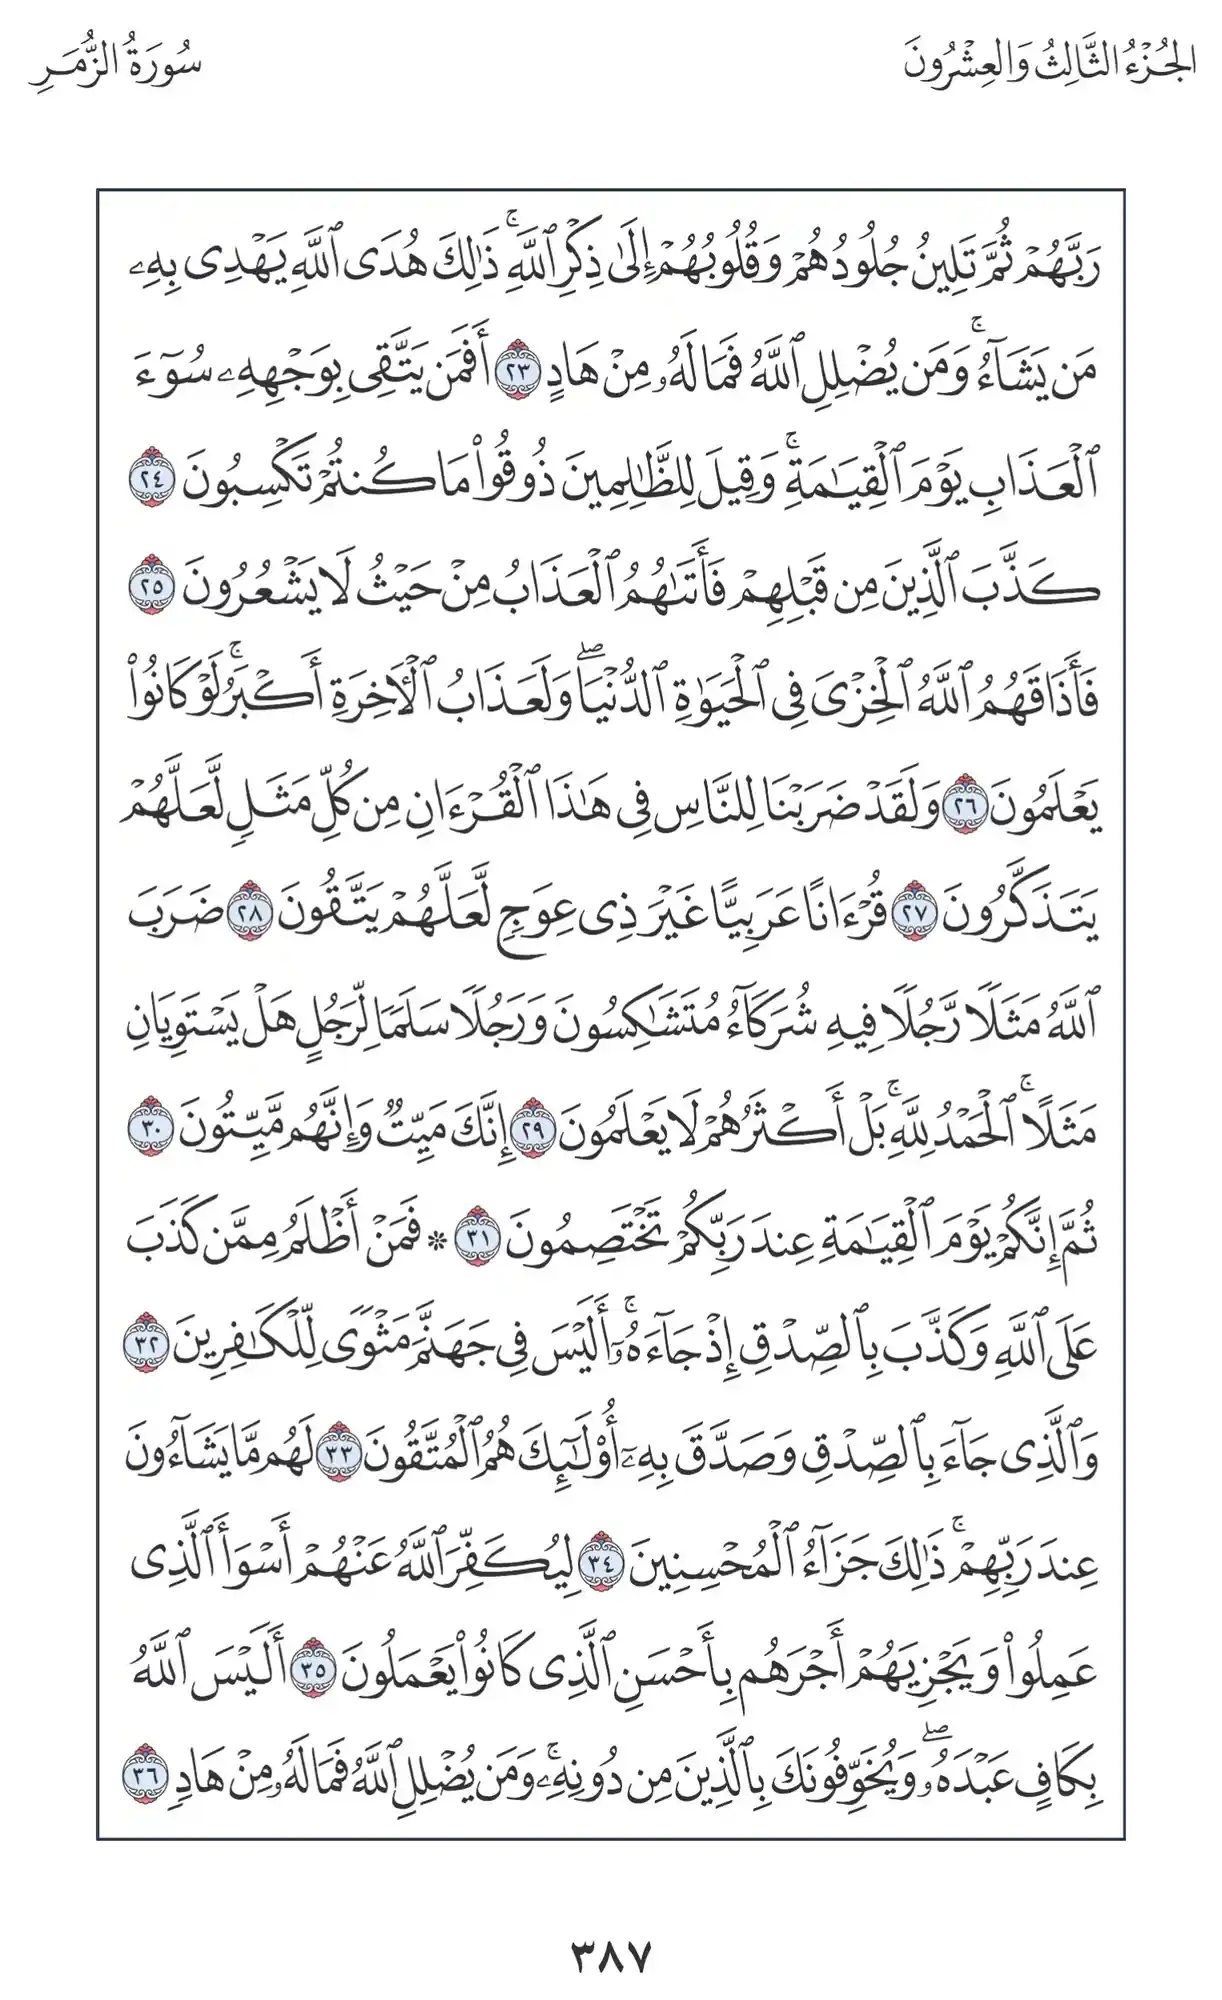 الجُزْءُ الثَّالِثُ وَالعِشْرُونَ
سُورَةُ الزُّمَرِ
رَبَّهُمۡ ثُمَّ تَلِينُ جُلُودُهُمۡ وَقُلُوبُهُمۡ إِلَىٰ ذِكۡرِ ٱللَّهِۚ ذَٰلِكَ هُدَى ٱللَّهِ يَهۡدِي بِهِۦ
مَن يَشَآءُۚ وَمَن يُضۡلِلِ ٱللَّهُ فَمَا لَهُۥ مِنۡ هَادٍ ٢٣ أَفَمَن يَتَّقِي بِوَجۡهِهِۦ سُوٓءَ
ٱلۡعَذَابِ يَوۡمَ ٱلۡقِيَٰمَةِۚ وَقِيلَ لِلظَّٰلِمِينَ ذُوقُواْ مَا كُنتُمۡ تَكۡسِبُونَ ٢٤
كَذَّبَ ٱلَّذِينَ مِن قَبۡلِهِمۡ فَأَتَىٰهُمُ ٱلۡعَذَابُ مِنۡ حَيۡثُ لَا يَشۡعُرُونَ ٢٥
فَأَذَاقَهُمُ ٱللَّهُ ٱلۡخِزۡيَ فِي ٱلۡحَيَوٰةِ ٱلدُّنۡيَاۖ وَلَعَذَابُ ٱلۡأٓخِرَةِ أَكۡبَرُۚ لَوۡ كَانُواْ
يَعۡلَمُونَ ٢٦ وَلَقَدۡ ضَرَبۡنَا لِلنَّاسِ فِي هَٰذَا ٱلۡقُرۡءَانِ مِن كُلِّ مَثَلٖ لَّعَلَّهُمۡ
يَتَذَكَّرُونَ ٢٧ قُرۡءَانًا عَرَبِيًّا غَيۡرَ ذِي عِوَجٖ لَّعَلَّهُمۡ يَتَّقُونَ ٢٨ ضَرَبَ
ٱللَّهُ مَثَلٗا رَّجُلٗا فِيهِ شُرَكَآءُ مُتَشَٰكِسُونَ وَرَجُلٗا سَلَمٗا لِّرَجُلٍ هَلۡ يَسۡتَوِيَانِ
مَثَلًاۚ ٱلۡحَمۡدُ لِلَّهِۚ بَلۡ أَكۡثَرُهُمۡ لَا يَعۡلَمُونَ ٢٩ إِنَّكَ مَيِّتٞ وَإِنَّهُم مَّيِّتُونَ ٣٠
ثُمَّ إِنَّكُمۡ يَوۡمَ ٱلۡقِيَٰمَةِ عِندَ رَبِّكُمۡ تَخۡتَصِمُونَ ٣١ ۞ فَمَنۡ أَظۡلَمُ مِمَّن كَذَبَ
عَلَى ٱللَّهِ وَكَذَّبَ بِٱلصِّدۡقِ إِذۡ جَآءَهُۥٓۚ أَلَيۡسَ فِي جَهَنَّمَ مَثۡوٗى لِّلۡكَٰفِرِينَ ٣٢
وَٱلَّذِي جَآءَ بِٱلصِّدۡقِ وَصَدَّقَ بِهِۦٓ أُوْلَٰٓئِكَ هُمُ ٱلۡمُتَّقُونَ ٣٣ لَهُم مَّا يَشَآءُونَ
عِندَ رَبِّهِمۡۚ ذَٰلِكَ جَزَآءُ ٱلۡمُحۡسِنِينَ ٣٤ لِيُكَفِّرَ ٱللَّهُ عَنۡهُمۡ أَسۡوَأَ ٱلَّذِي
عَمِلُواْ وَيَجۡزِيَهُمۡ أَجۡرَهُم بِأَحۡسَنِ ٱلَّذِي كَانُواْ يَعۡمَلُونَ ٣٥ أَلَيۡسَ ٱللَّهُ
بِكَافٍ عَبۡدَهُۥۖ وَيُخَوِّفُونَكَ بِٱلَّذِينَ مِن دُونِهِۦۚ وَمَن يُضۡلِلِ ٱللَّهُ فَمَا لَهُۥ مِنۡ هَادٖ ٣٦
٣٨٧